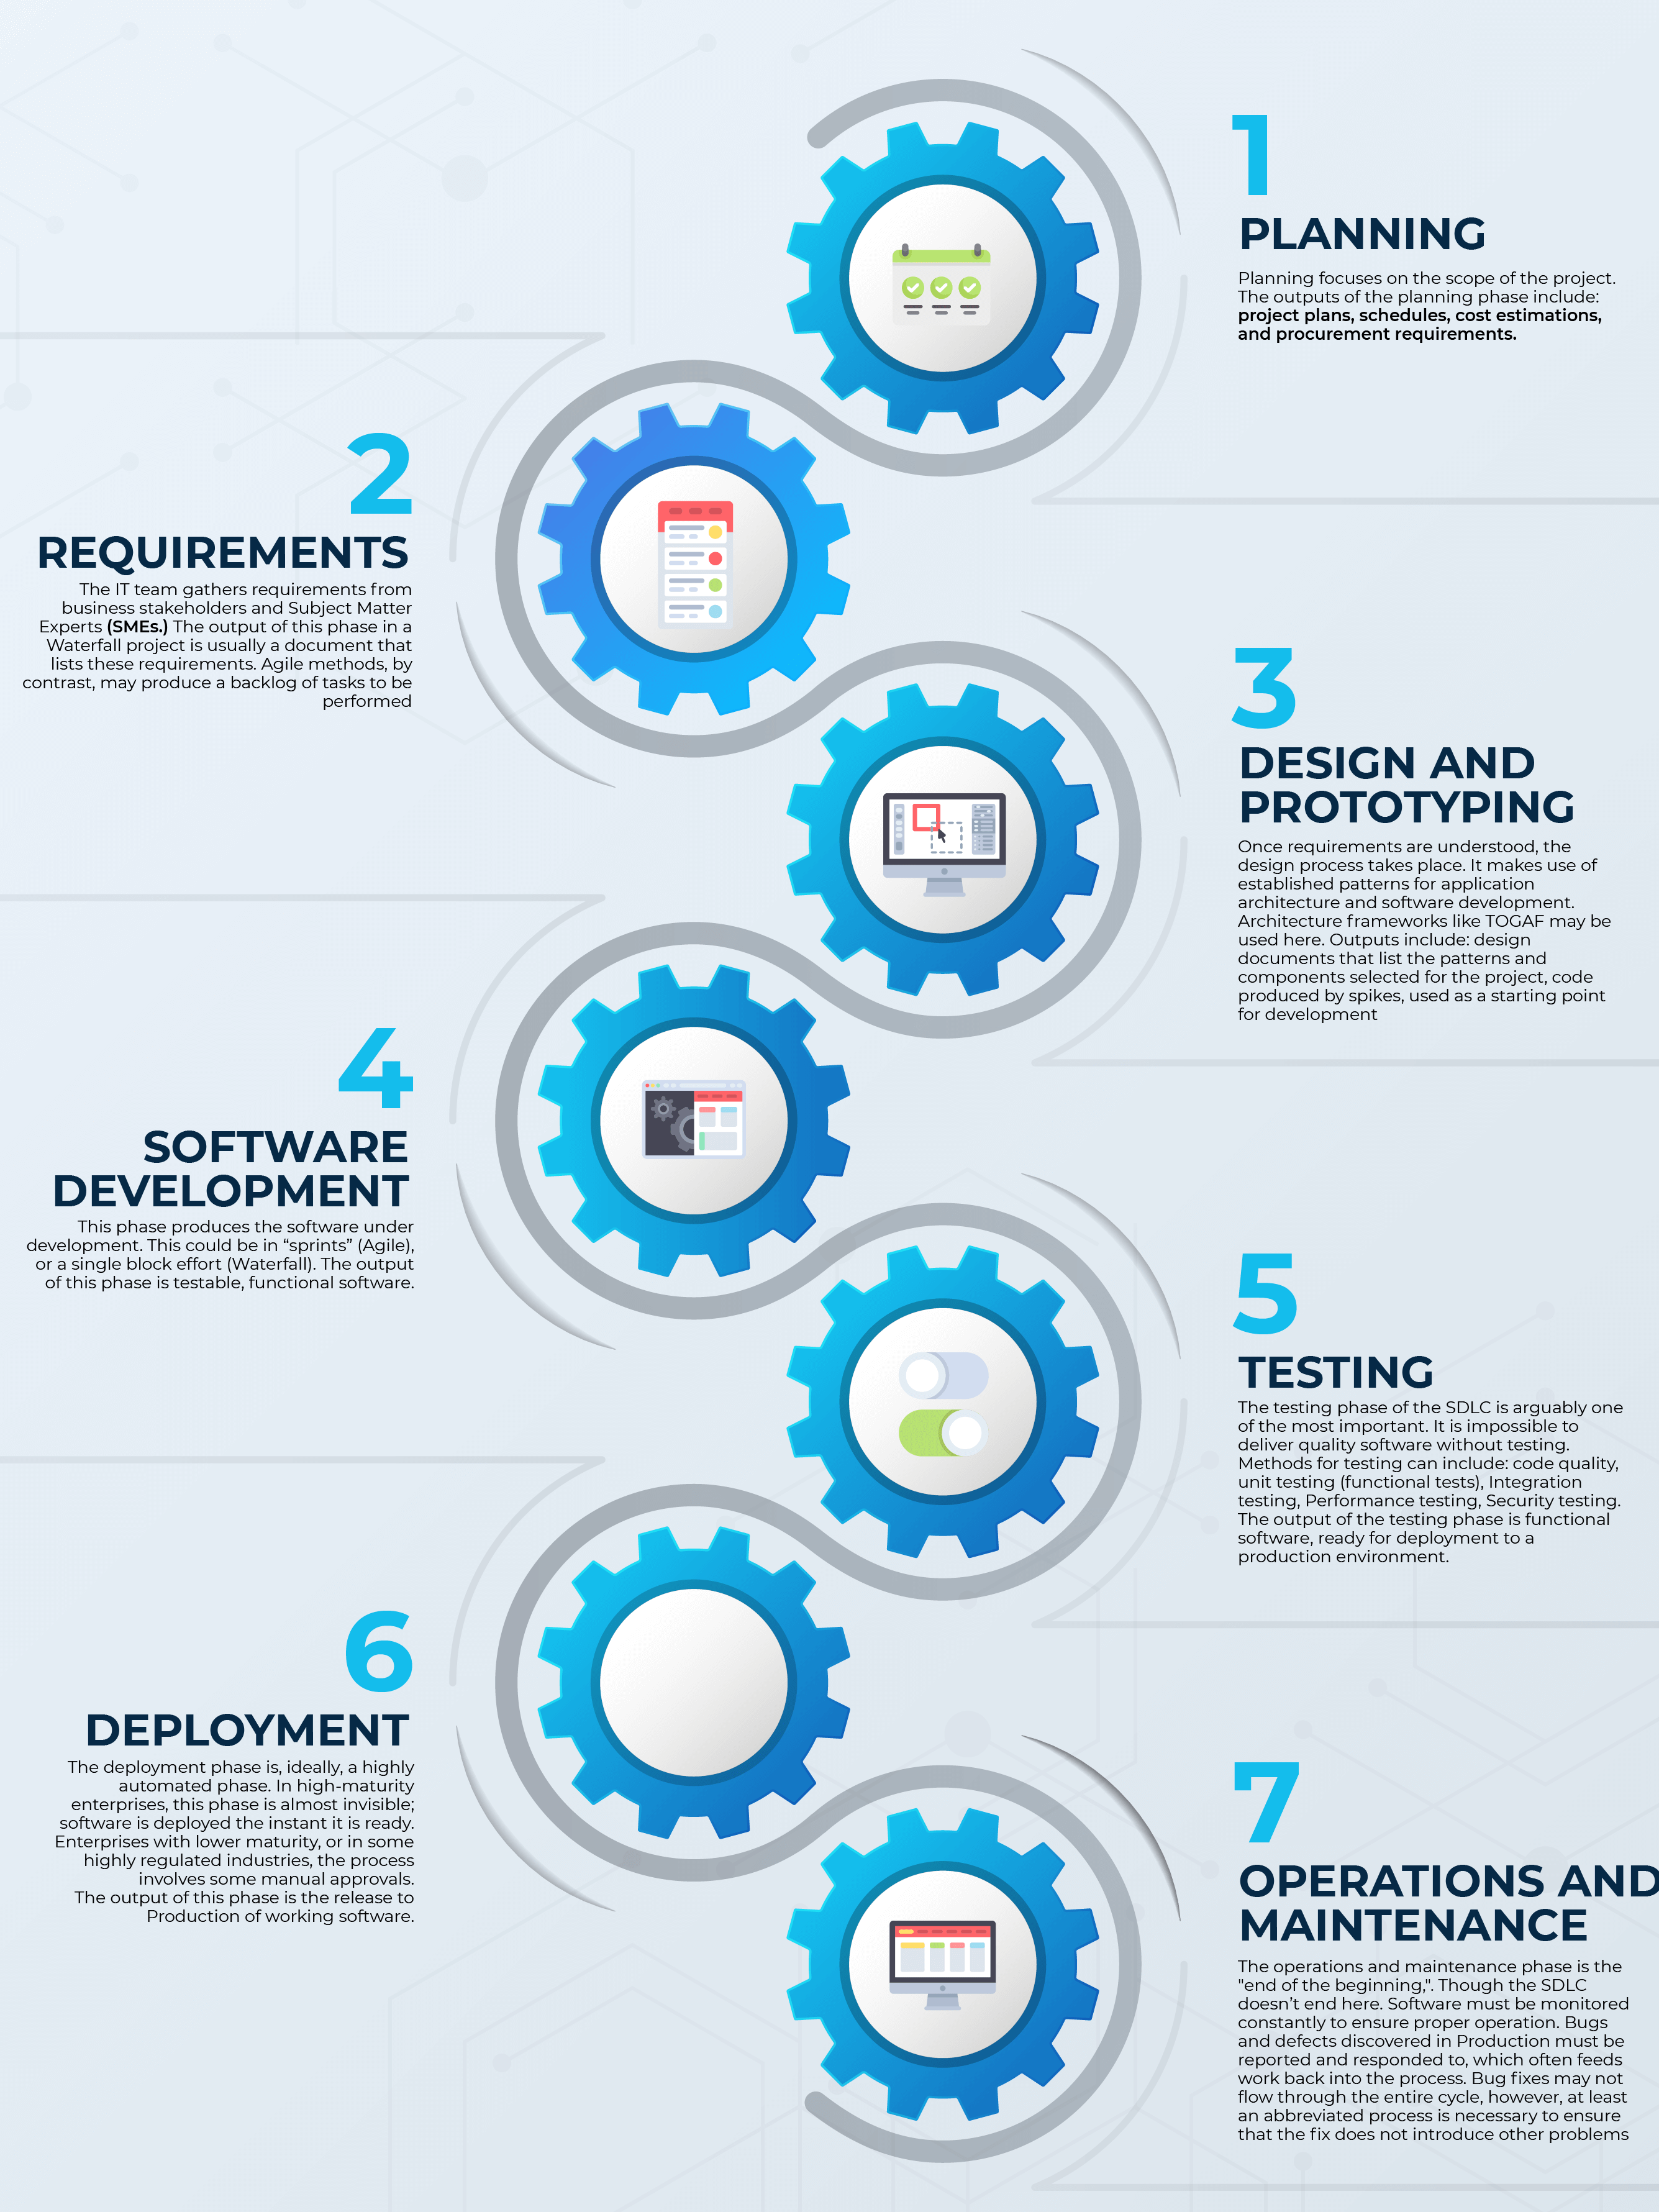 1
PLANNING
Planning focuses on the scope of the project.
The outputs of the planning phase include:
project plans, schedules, cost estimations,
and procurement requirements.
2
REQUIREMENTS
The IT team gathers requirements from
business stakeholders and Subject Matter
Experts (SMEs.) The output of this phase in a
Waterfall project is usually a document that
lists these requirements. Agile methods, by
contrast, may produce a backlog of tasks to be
performed
3
DESIGN AND
PROTOTYPING
Once requirements are understood, the
design process takes place. It makes use of
established patterns for application
architecture and software development.
Architecture frameworks like TOGAF may be
used here. Outputs include: design
documents that list the patterns and
components selected for the project, code
produced by spikes, used as a starting point
for development
4
SOFTWARE
DEVELOPMENT
This phase produces the software under
development. This could be in “sprints” (Agile),
or a single block effort (Waterfall). The output
of this phase is testable, functional software.
5
TESTING
The testing phase of the SDLC is arguably one
of the most important. It is impossible to
deliver quality software without testing.
Methods for testing can include: code quality,
unit testing (functional tests), Integration
testing, Performance testing, Security testing.
The output of the testing phase is functional
software, ready for deployment to a
production environment.
6
DEPLOYMENT
The deployment phase is, ideally, a highly
automated phase. In high-maturity
enterprises, this phase is almost invisible;
software is deployed the instant it is ready.
Enterprises with lower maturity, or in some
highly regulated industries, the process
involves some manual approvals.
The output of this phase is the release to
Production of working software.
7
OPERATIONS AND
MAINTENANCE
The operations and maintenance phase is the
"end of the beginning,". Though the SDLC
doesn’t end here. Software must be monitored
constantly to ensure proper operation. Bugs
and defects discovered in Production must be
reported and responded to, which often feeds
work back into the process. Bug fixes may not
flow through the entire cycle, however, at least
an abbreviated process is necessary to ensure
that the fix does not introduce other problems